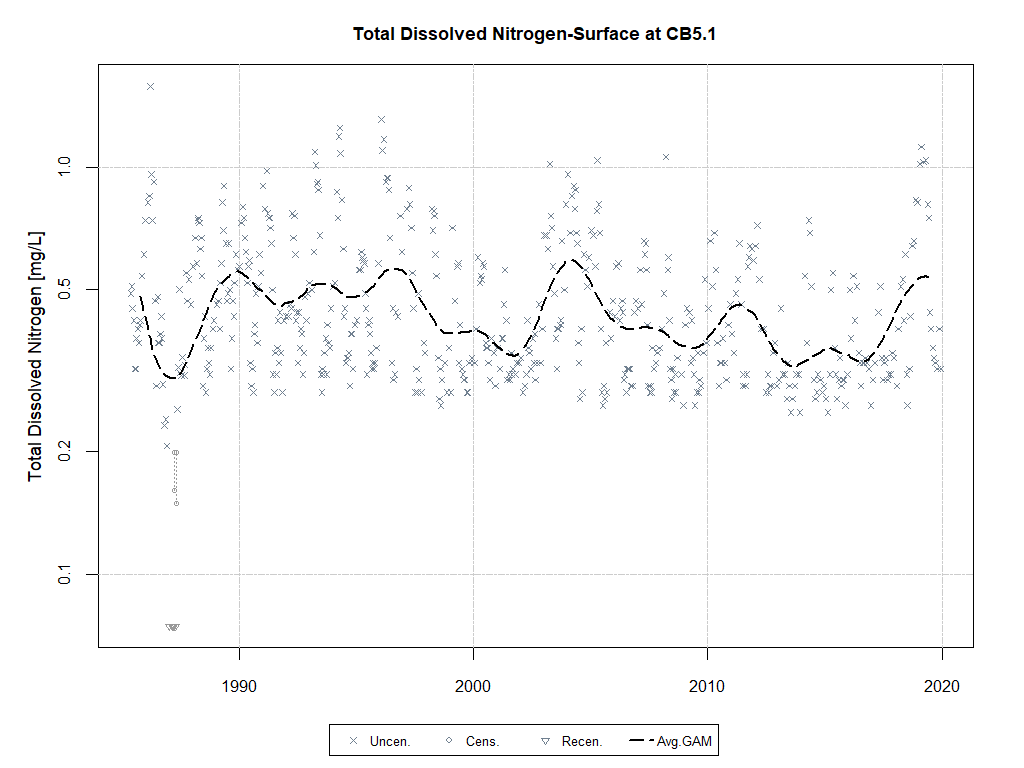 Total Dissolved Nitrogen-Surface at CB5.1
Total Dissolved Nitrogen [mg/L]
1.0
0.5
0.2
0.1
1990 2000 2010 2020
Uncen. Cens. Recen. Avg.GAM